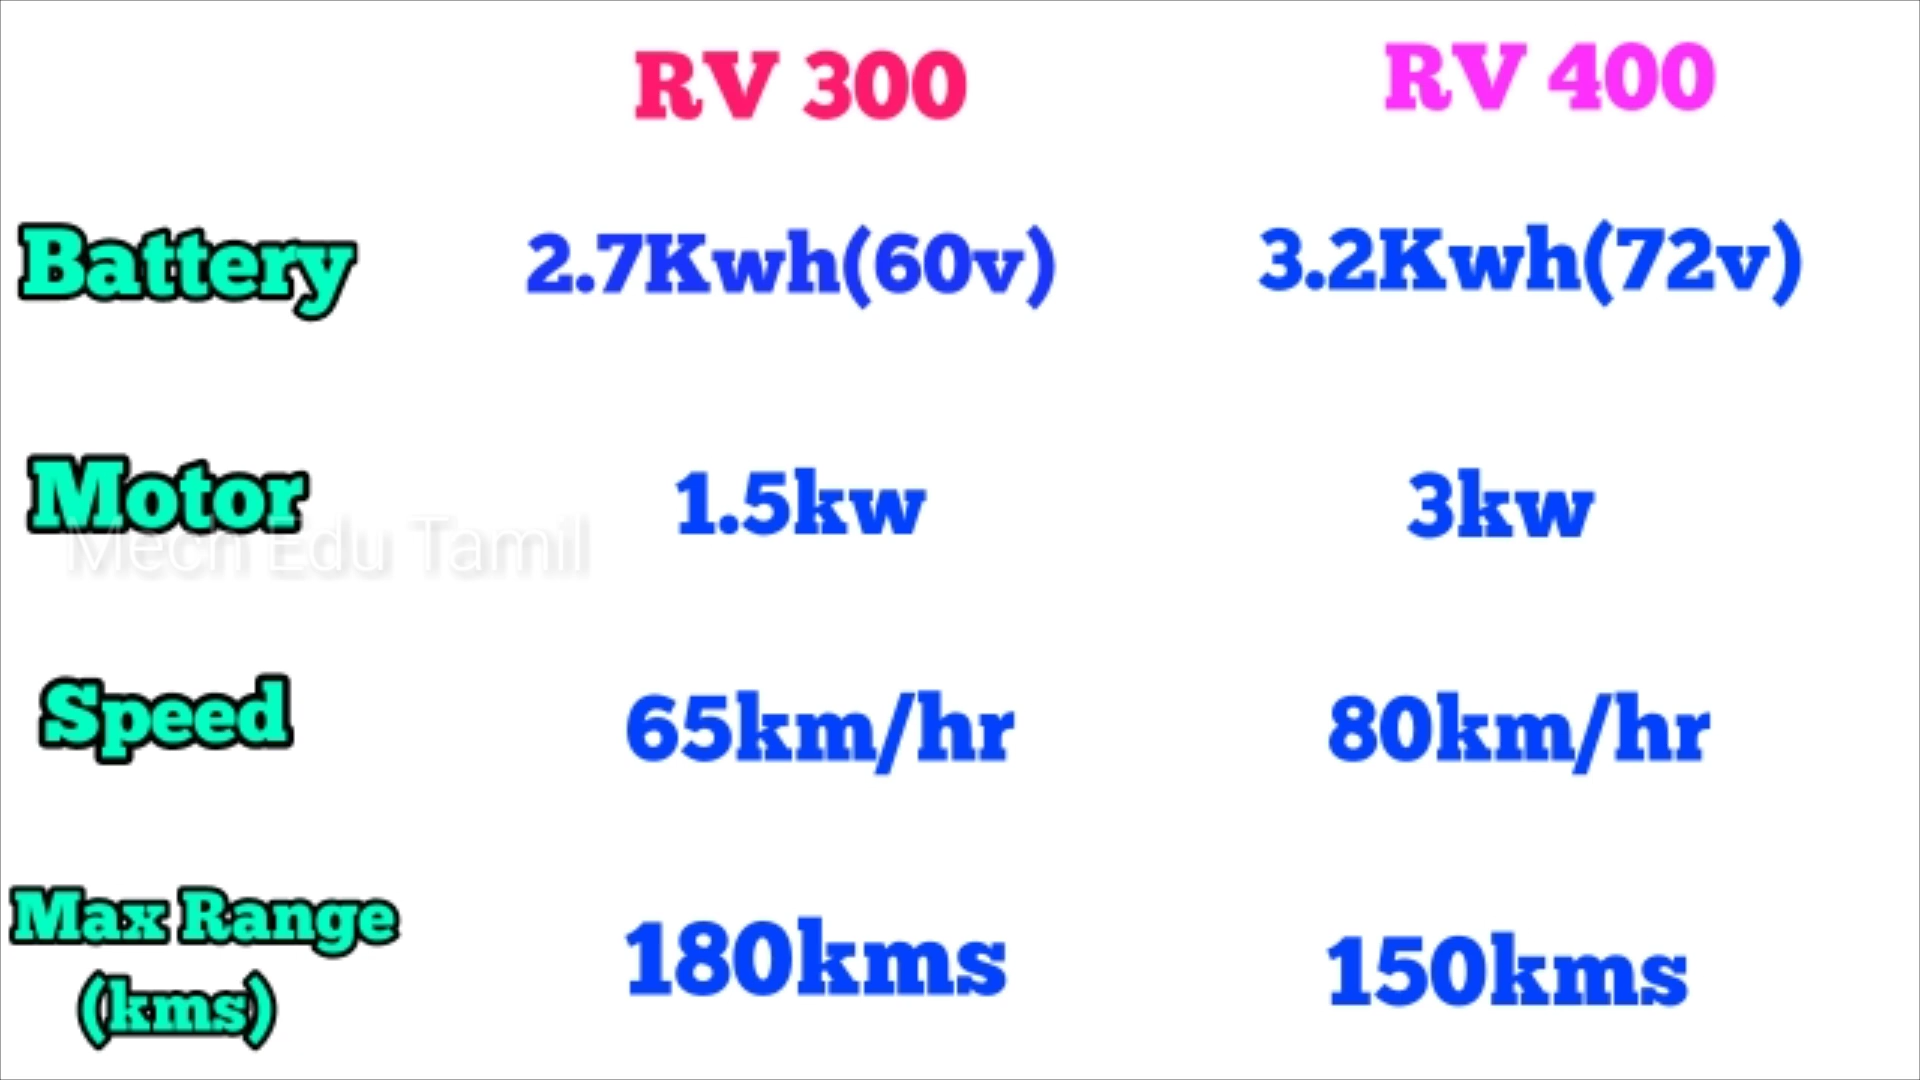 RV 300 RV 400
Battery 2.7Kwh(60v) 3.2Kwh(72v)
Motor 1.5kw 3kw
Mech Edu Tamil
Speed 65km/hr 80km/hr
Max Range
(kms) 180kms 150kms